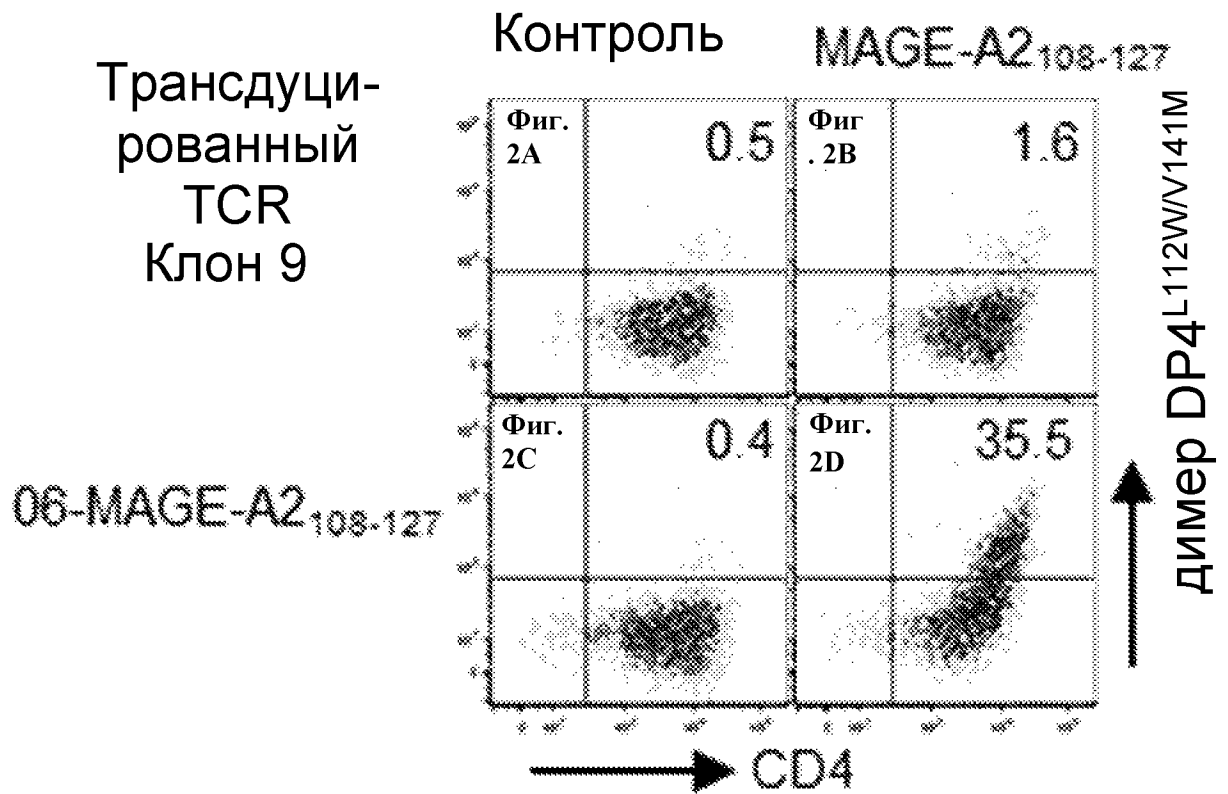 Контроль
MAGE-A2108-127
Трансдуци-
рованный
TCR
Клон 9
Фиг.
2A
0.5
Фиг
. 2B
1.6
Фиг.
2C
0.4
Фиг.
2D
35.5
06-MAGE-A2108-127
димер DP4L112W/V141M
CD4